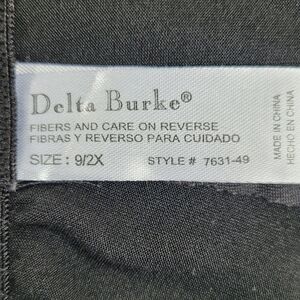 Delta Burke®
FIBERS AND CARE ON REVERSE
FIBRAS Y REVERSO PARA CUIDADO
SIZE: 9/2X STYLE # 7631-49
MADE IN CHINA
HECHO EN CHINA